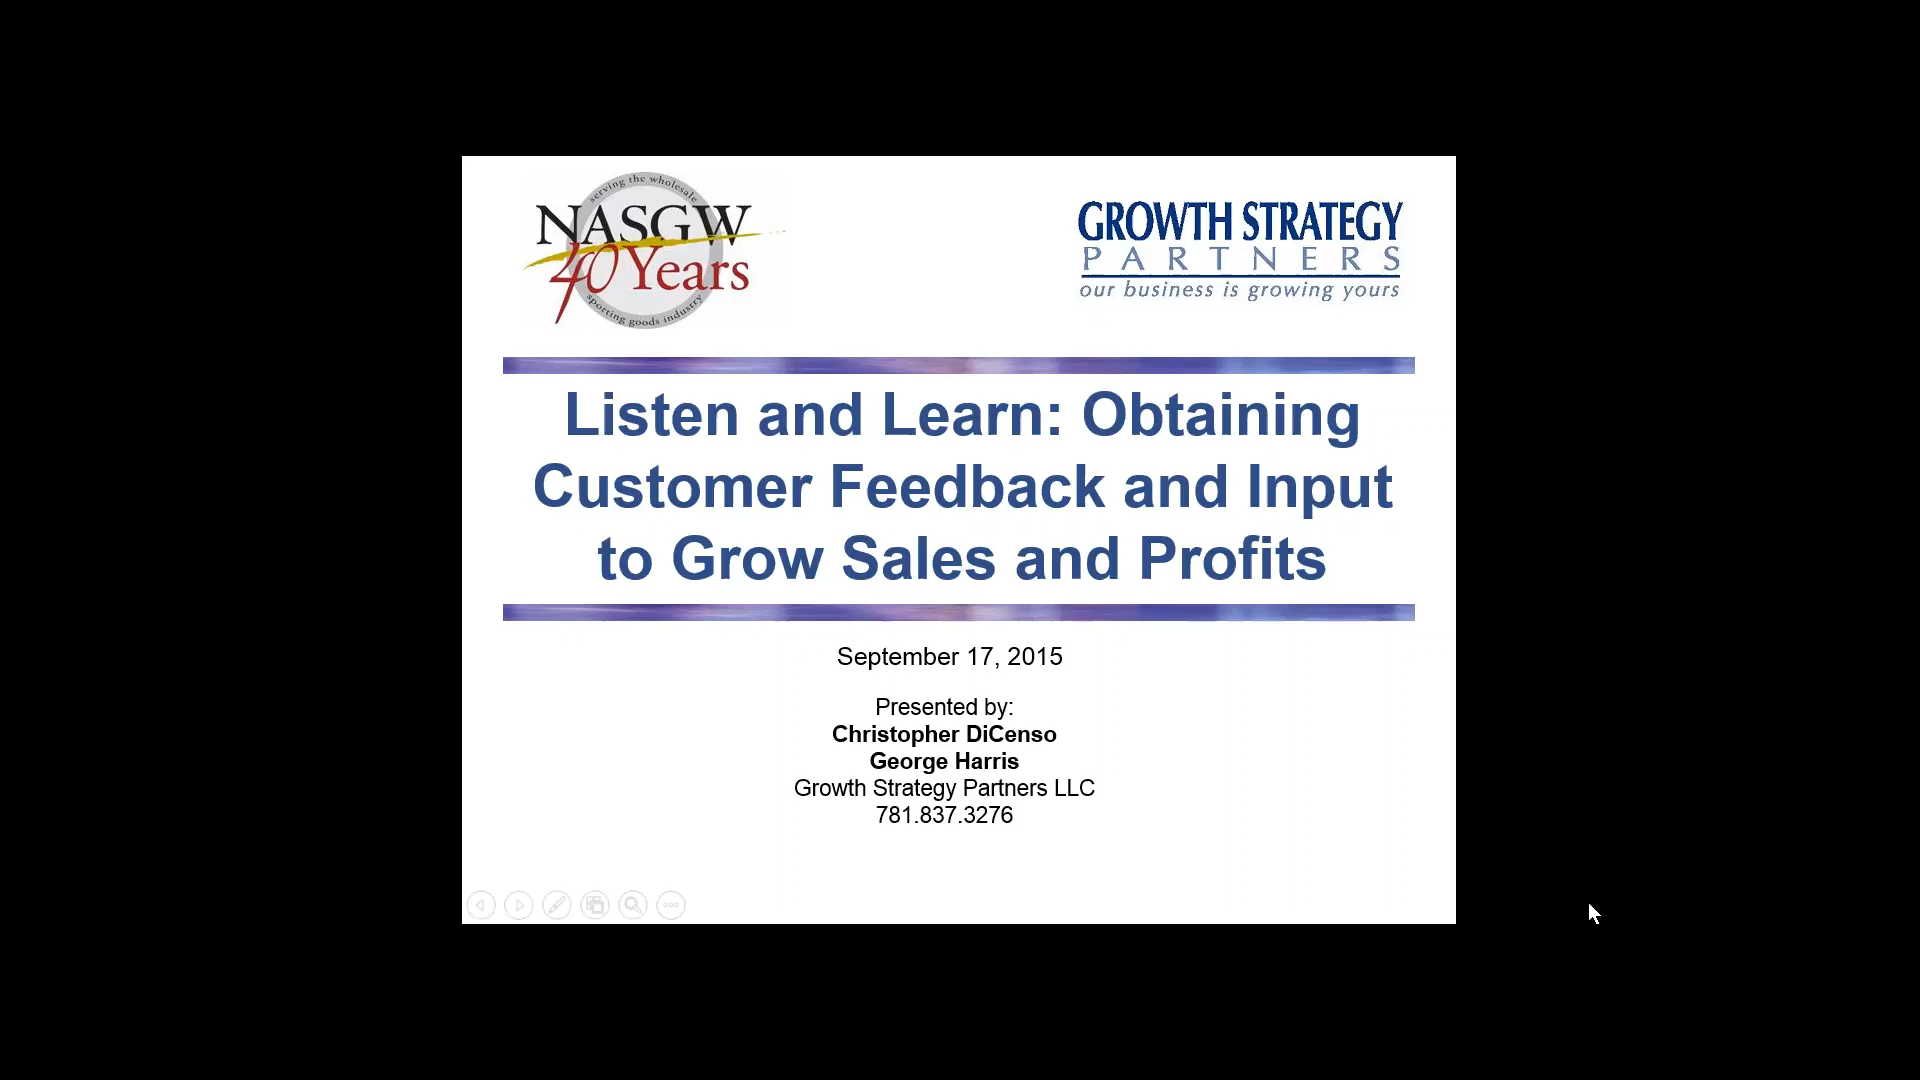 serving the wholesale
NASGW
40 Years
sporting goods industry
GROWTH STRATEGY
PARTNERS
our business is growing yours
Listen and Learn: Obtaining
Customer Feedback and Input
to Grow Sales and Profits
September 17, 2015
Presented by:
Christopher DiCenso
George Harris
Growth Strategy Partners LLC
781.837.3276